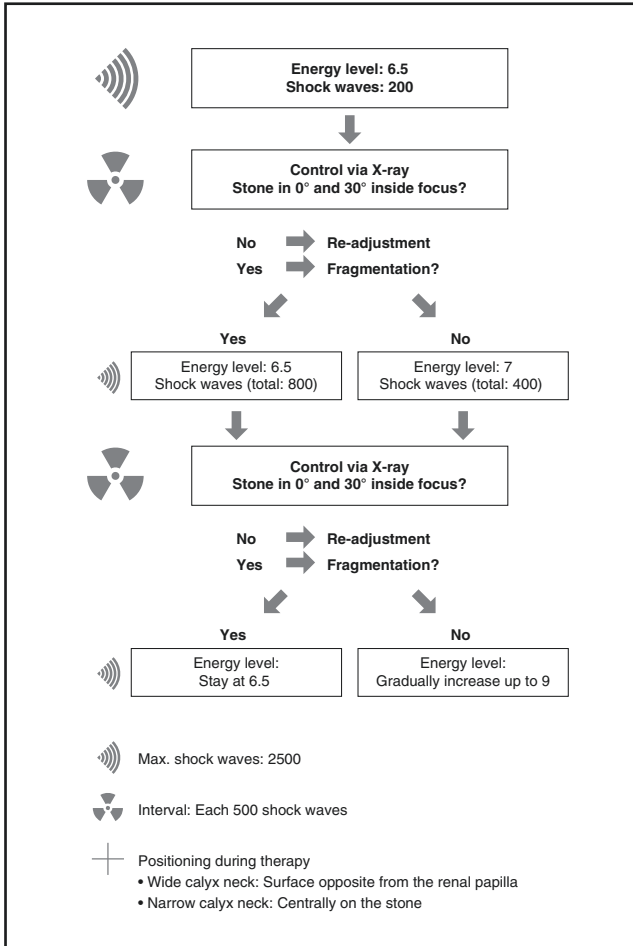 Energy level: 6.5
Shock waves: 200
Control via X-ray
Stone in 0° and 30° inside focus?
No Re-adjustment
Yes Fragmentation?
Yes No
Energy level: 6.5
Shock waves (total: 800)
Energy level: 7
Shock waves (total: 400)
Control via X-ray
Stone in 0° and 30° inside focus?
No Re-adjustment
Yes Fragmentation?
Yes No
Energy level:
Stay at 6.5
Energy level:
Gradually increase up to 9
Max. shock waves: 2500
Interval: Each 500 shock waves
Positioning during therapy
• Wide calyx neck: Surface opposite from the renal papilla
• Narrow calyx neck: Centrally on the stone